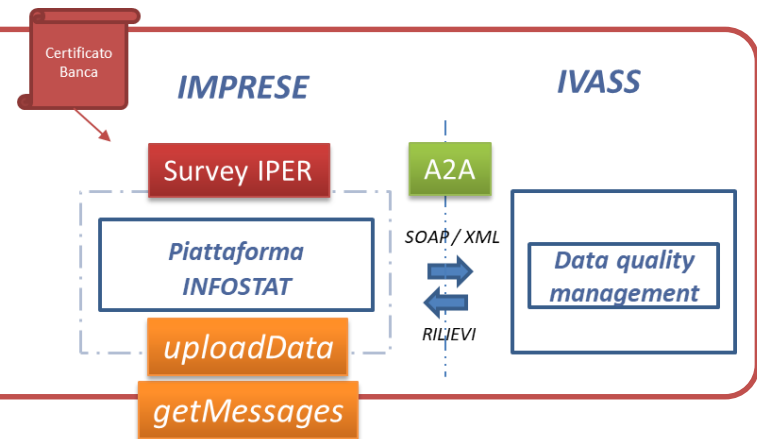 Certificato
Banca
IMPRESE
IVASS
Survey IPER
A2A
SOAP / XML
Piattaforma
INFOSTAT
Data quality
management
RILIEVI
uploadData
getMessages